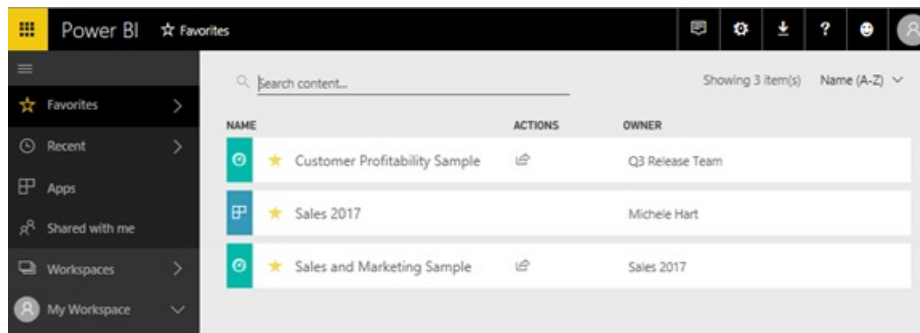 Power BI Favorites ?
Search content... Showing 3 item(s) Name (A-Z)
Favorites
NAME ACTIONS OWNER
Recent
Customer Profitability Sample Q3 Release Team
Apps
Sales 2017 Michele Hart
Shared with me
Workspaces
Sales and Marketing Sample Sales 2017
My Workspace